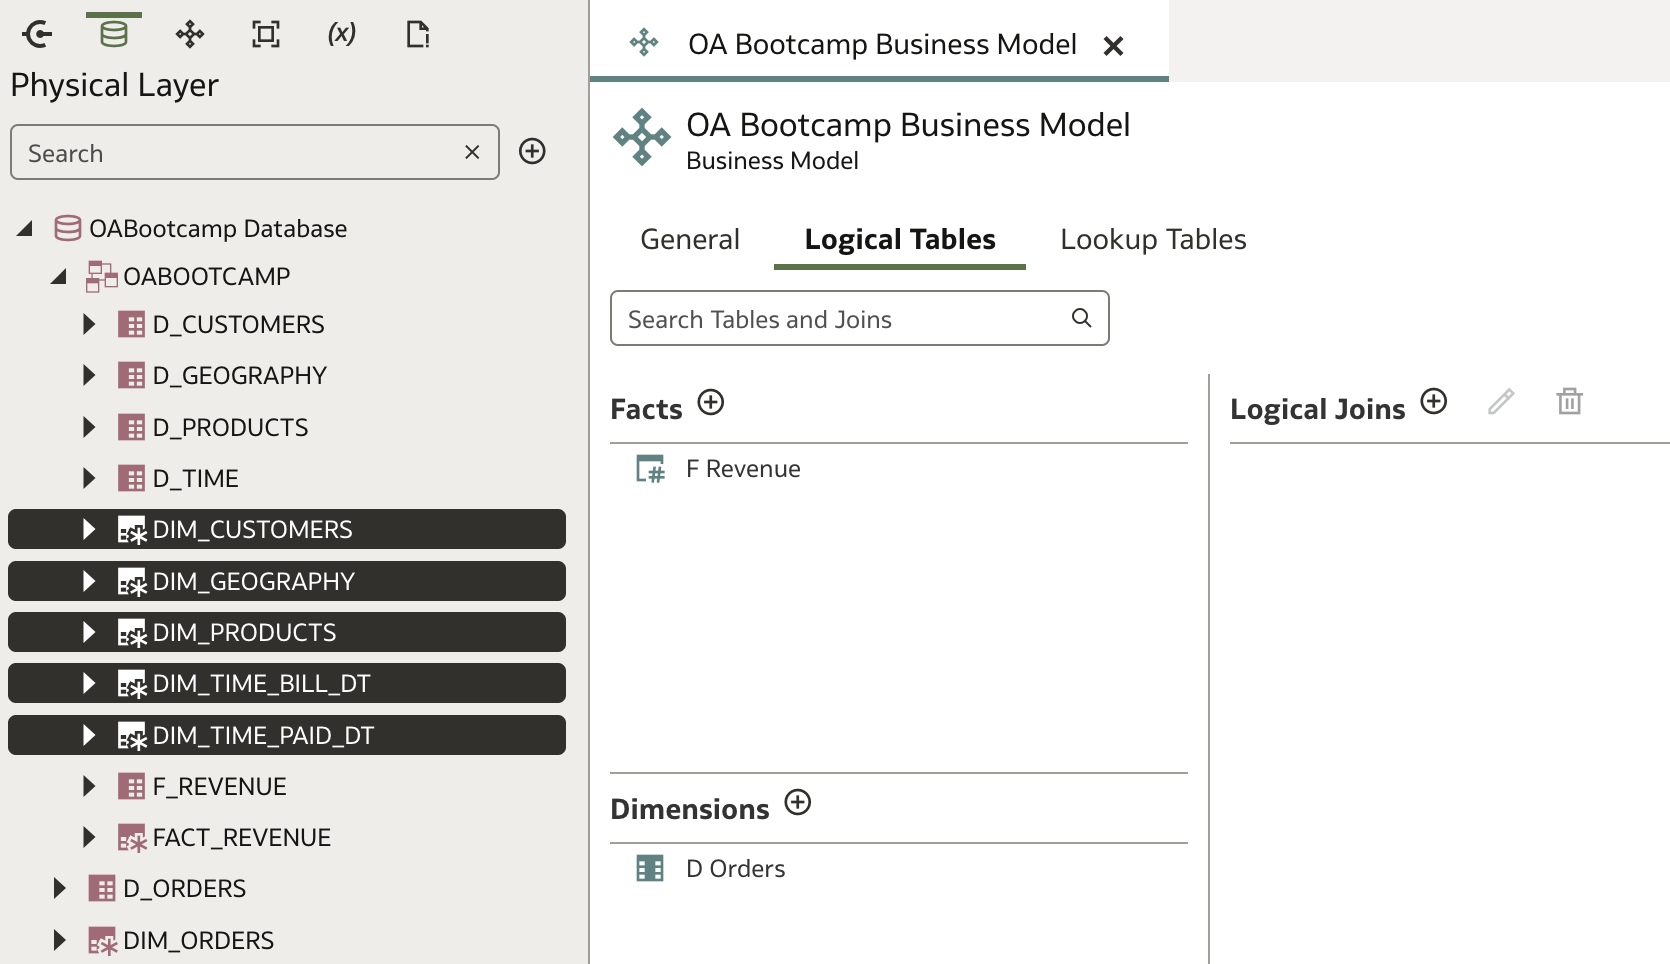 (x)
Physical Layer
Search
OABootcamp Database
OABOOTCAMP
D_CUSTOMERS
D_GEOGRAPHY
D_PRODUCTS
D_TIME
DIM_CUSTOMERS
DIM_GEOGRAPHY
DIM_PRODUCTS
DIM_TIME_BILL_DT
DIM_TIME_PAID_DT
F_REVENUE
FACT_REVENUE
D_ORDERS
DIM_ORDERS
OA Bootcamp Business Model
OA Bootcamp Business Model
Business Model
General Logical Tables Lookup Tables
Search Tables and Joins
Facts
F Revenue
Dimensions
D Orders
Logical Joins